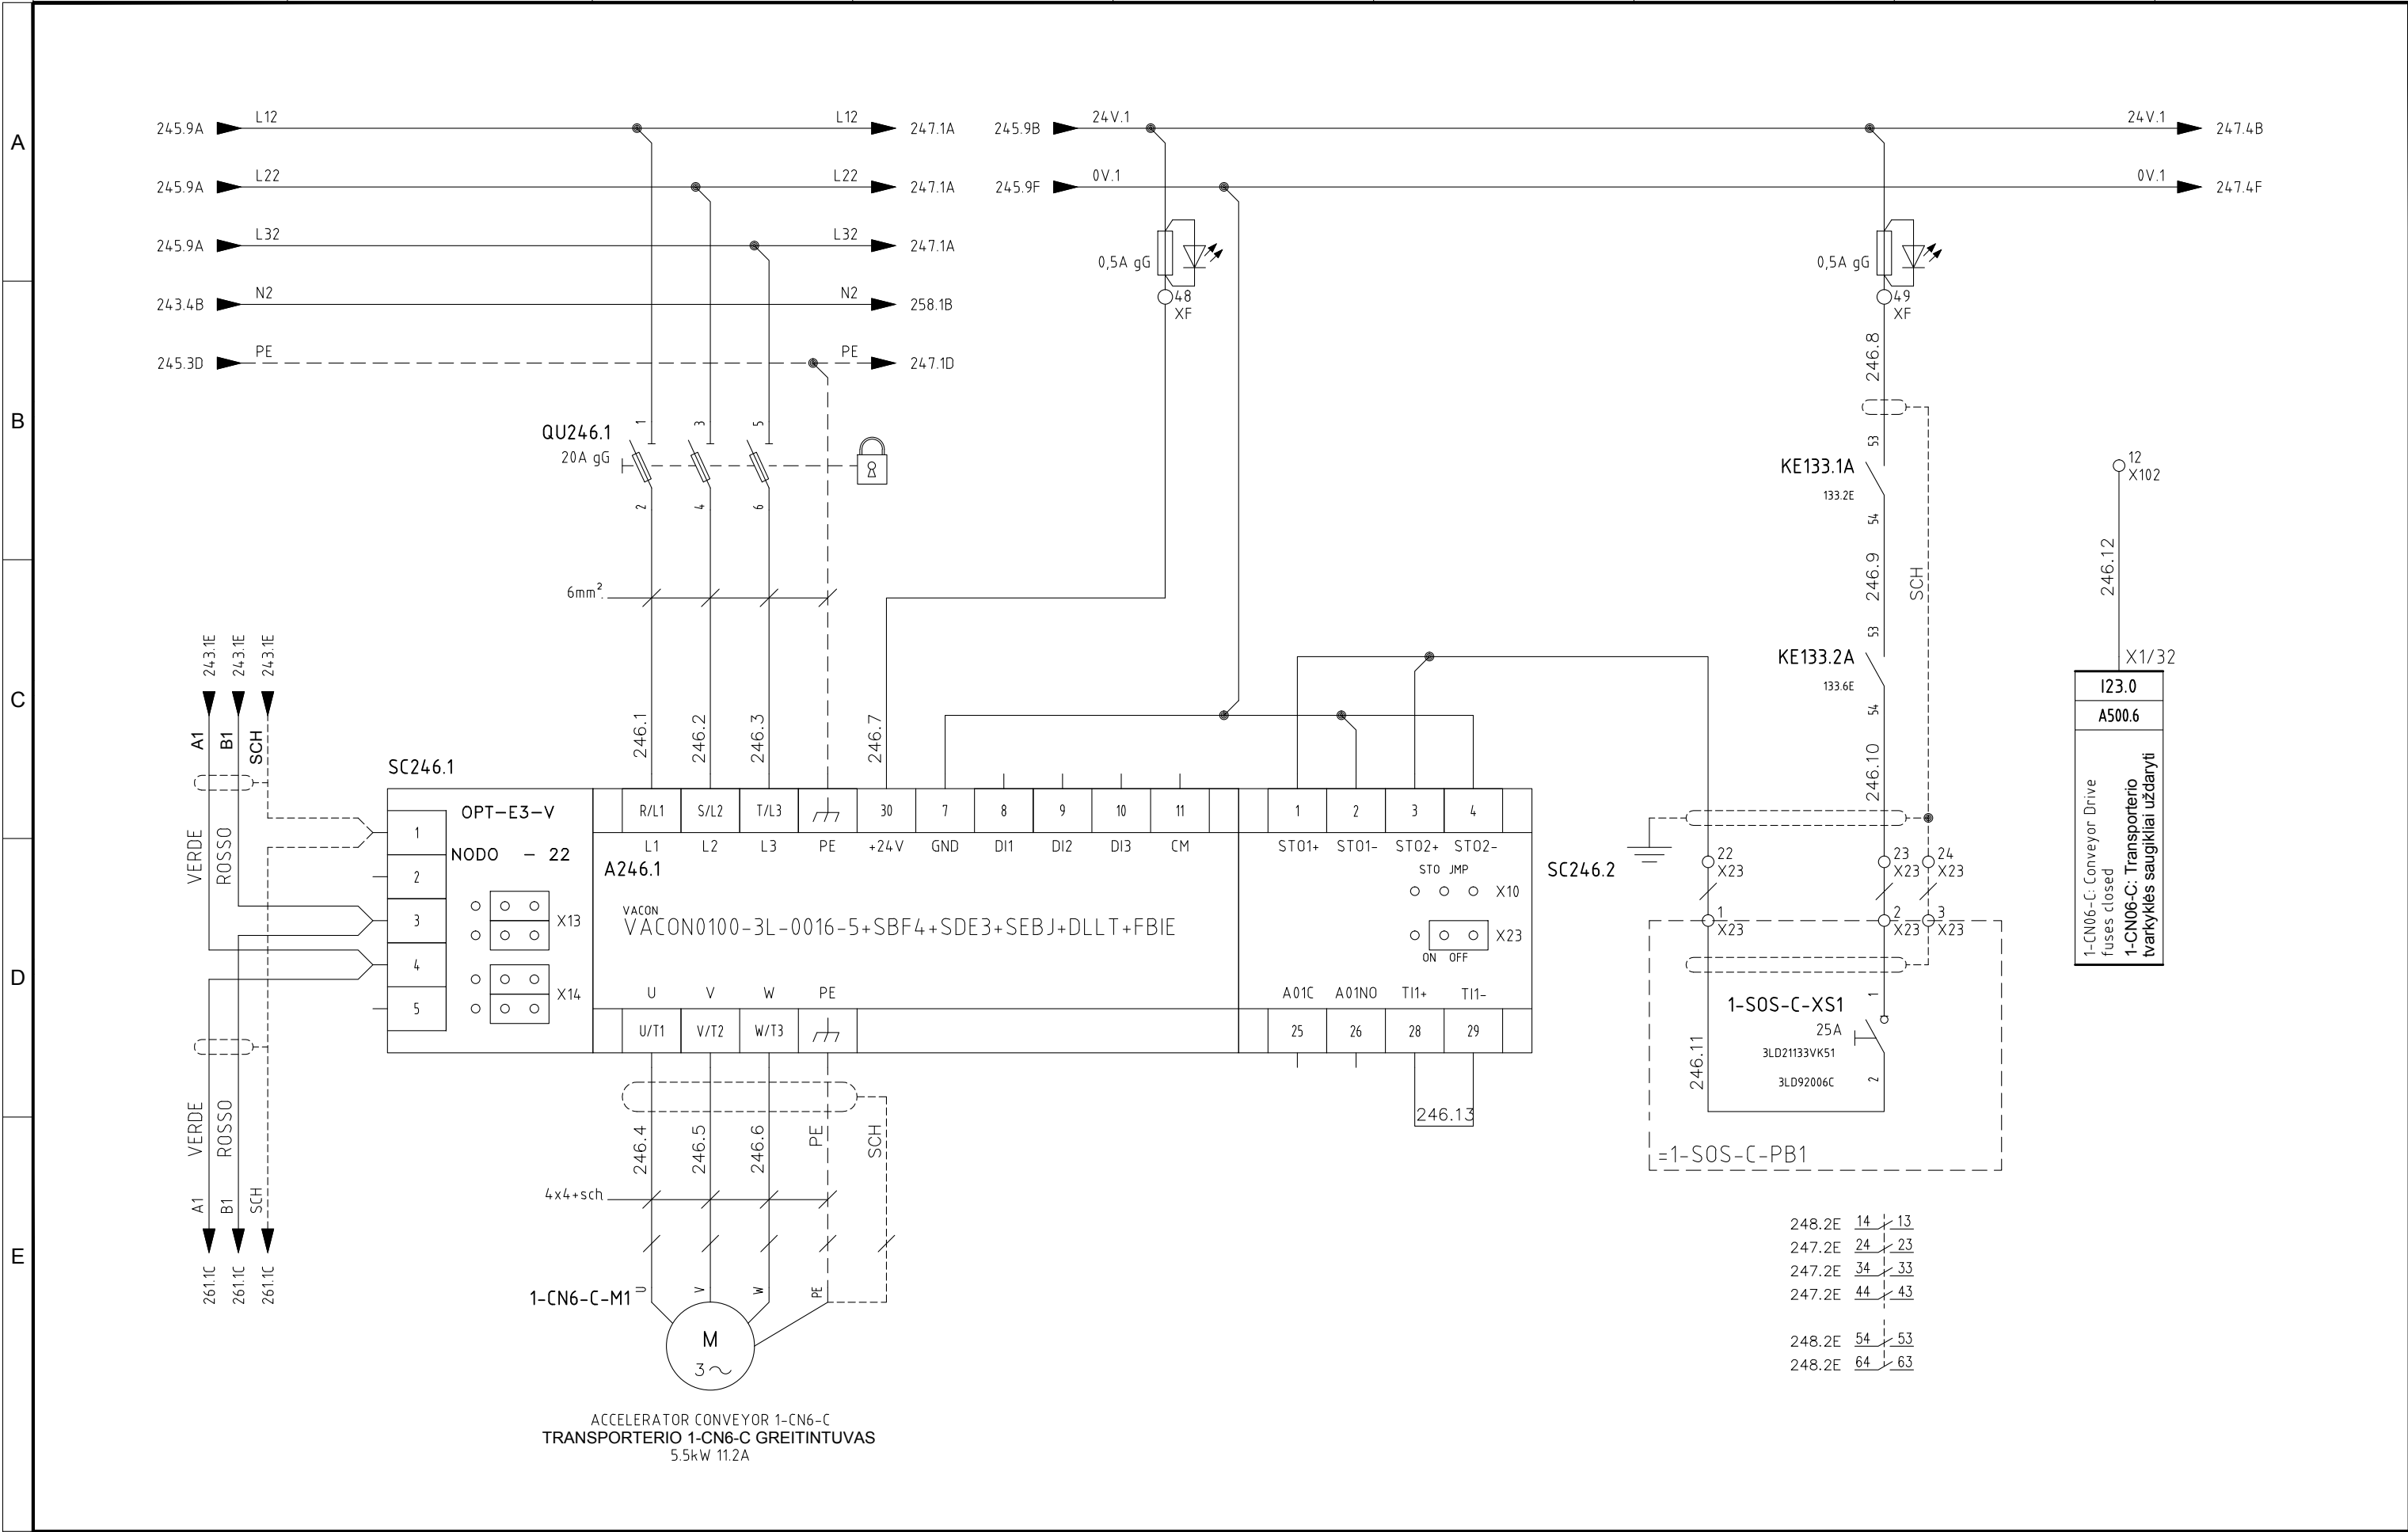 A
B
C
D
E
245.9A L12 L12 247.1A
245.9A L22 L22 247.1A
245.9A L32 L32 247.1A
243.4B N2 N2 258.1B
245.3D PE PE 247.1D
245.9B 24V.1 24V.1 247.4B
245.9F 0V.1 0V.1 247.4F
0,5A gG
48
XF
0,5A gG
49
XF
QU246.1
20A gG
1 3 5
2 4 6
6mm².
246.1
246.2
246.3
246.7
243.1E
243.1E
243.1E
A1
B1
SCH
VERDE
ROSSO
VERDE
ROSSO
A1
B1
SCH
261.1C
261.1C
261.1C
SC246.1
OPT-E3-V
NODO - 22
1
2
3
4
5
X13
X14
R/L1 S/L2 T/L3 30 7 8 9 10 11 1 2 3 4
L1 L2 L3 PE +24V GND DI1 DI2 DI3 CM STO1+ STO1- STO2+ STO2-
A246.1
VACON
VACON0100-3L-0016-5+SBF4+SDE3+SEBJ+DLLT+FBIE
STO JMP
X10
X23
ON OFF
SC246.2
U V W PE A01C A01NO TI1+ TI1-
U/T1 V/T2 W/T3 25 26 28 29
246.13
246.4
246.5
246.6
PE
SCH
4x4+sch
U
V
W
PE
1-CN6-C-M1
M
3
ACCELERATOR CONVEYOR 1-CN6-C
TRANSPORTERIO 1-CN6-C GREITINTUVAS
5.5kW 11.2A
246.8
53
KE133.1A
133.2E
54
246.9
SCH
53
KE133.2A
133.6E
54
246.10
22
X23
23
X23
24
X23
1
X23
2
X23
3
X23
1
1-SOS-C-XS1
25A
3LD21133VK51
3LD92006C
2
246.11
=1-SOS-C-PB1
248.2E 14 13
247.2E 24 23
247.2E 34 33
247.2E 44 43
248.2E 54 53
248.2E 64 63
12
X102
246.12
X1/32
I23.0
A500.6
1-CN06-C: Conveyor Drive
fuses closed
1-CN06-C: Transporterio
tvarkyklės saugikliai uždaryti